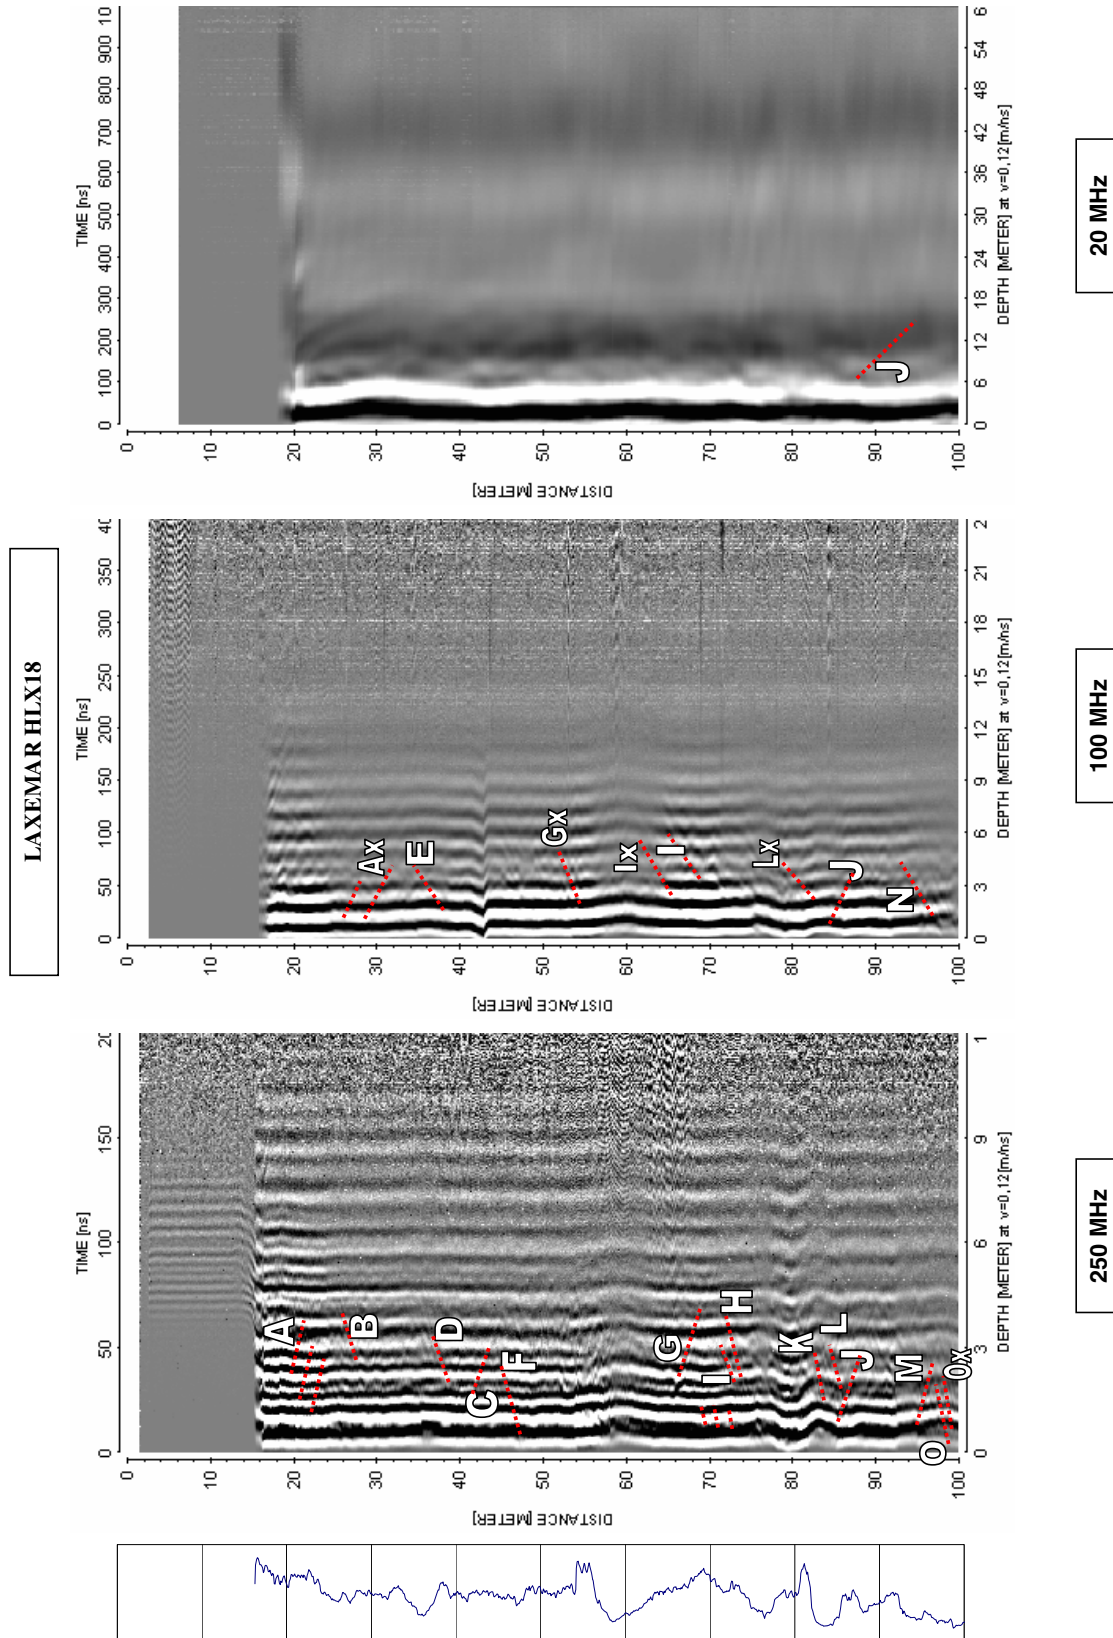 LAXEMAR HLX18
TIME [ns]
0 100 200 300 400 500 600 700 800 900 10
DISTANCE [METER]
0 10 20 30 40 50 60 70 80 90 100
J
DEPTH [METER] at v=0,12[m/ns]
0 6 12 18 24 30 36 42 48 54 6
20 MHz
TIME [ns]
0 50 100 150 200 250 300 350 40
DISTANCE [METER]
0 10 20 30 40 50 60 70 80 90 100
Ax
E
Gx
Ix
I
Lx
J
N
DEPTH [METER] at v=0,12[m/ns]
0 3 6 9 12 15 18 21 2
100 MHz
TIME [ns]
0 50 100 150 20
DISTANCE [METER]
0 10 20 30 40 50 60 70 80 90 100
A
B
D
C
F
G
H
I
K
L
J
M
Ox
O
DEPTH [METER] at v=0,12[m/ns]
0 3 6 9 1
250 MHz